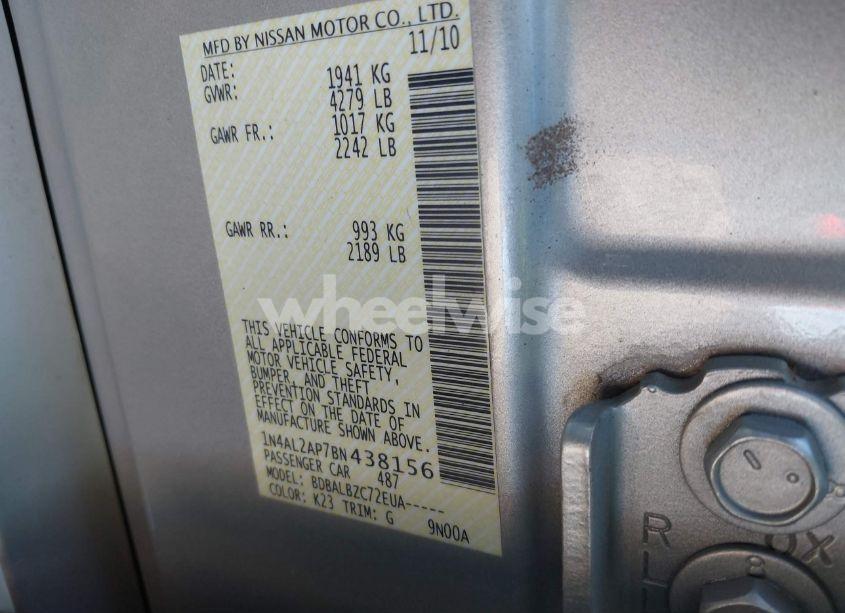 MFD BY NISSAN MOTOR CO., LTD.
DATE: 11/10
GVWR: 1941 KG
4279 LB
GAWR FR.: 1017 KG
2242 LB
GAWR RR.: 993 KG
2189 LB
THIS VEHICLE CONFORMS TO
ALL APPLICABLE FEDERAL
MOTOR VEHICLE SAFETY,
BUMPER, AND THEFT
PREVENTION STANDARDS IN
EFFECT ON THE DATE OF
MANUFACTURE SHOWN ABOVE.
1N4AL2AP7BN438156
PASSENGER CAR 487
MODEL: BDBALBZC72EUA-----
COLOR: K23 TRIM: G 9N00A
wheelwise
RL
8